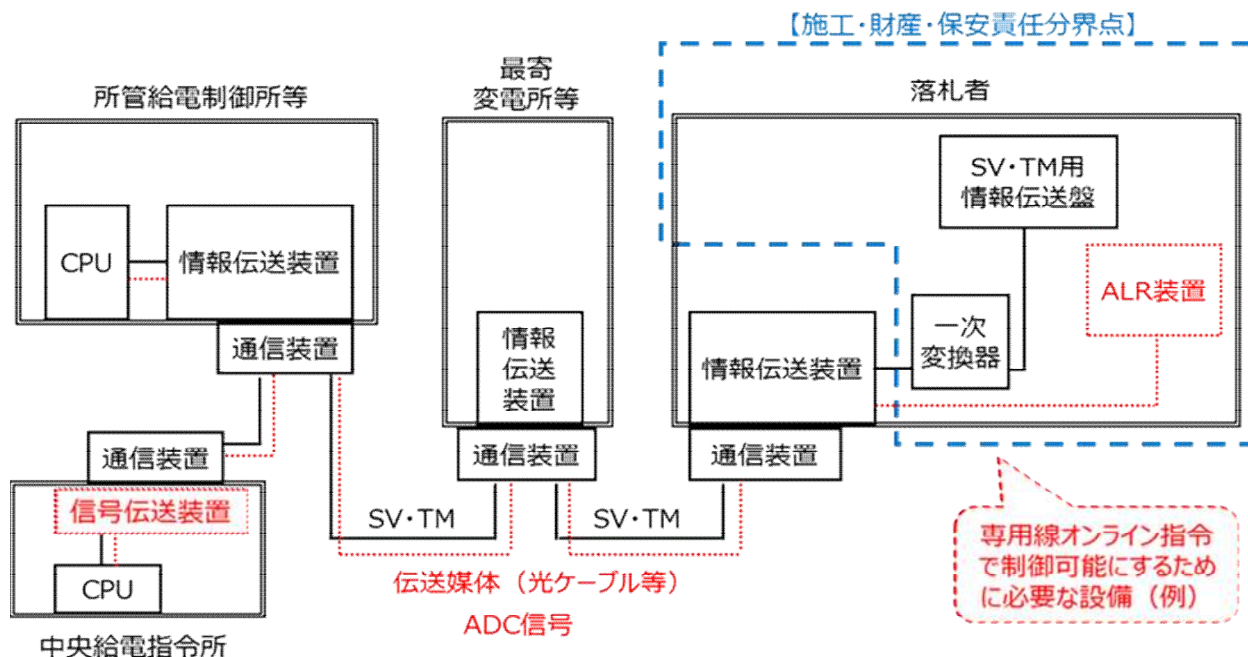 【施工・財産・保安責任分界点】
所管給電制御所等
最寄
変電所等
落札者
CPU
情報伝送装置
通信装置
情報
伝送
装置
通信装置
SV・TM用
情報伝送盤
ALR装置
一次
変換器
情報伝送装置
通信装置
通信装置
信号伝送装置
CPU
中央給電指令所
SV・TM
SV・TM
伝送媒体（光ケーブル等）
ADC信号
専用線オンライン指令
で制御可能にするため
に必要な設備（例）